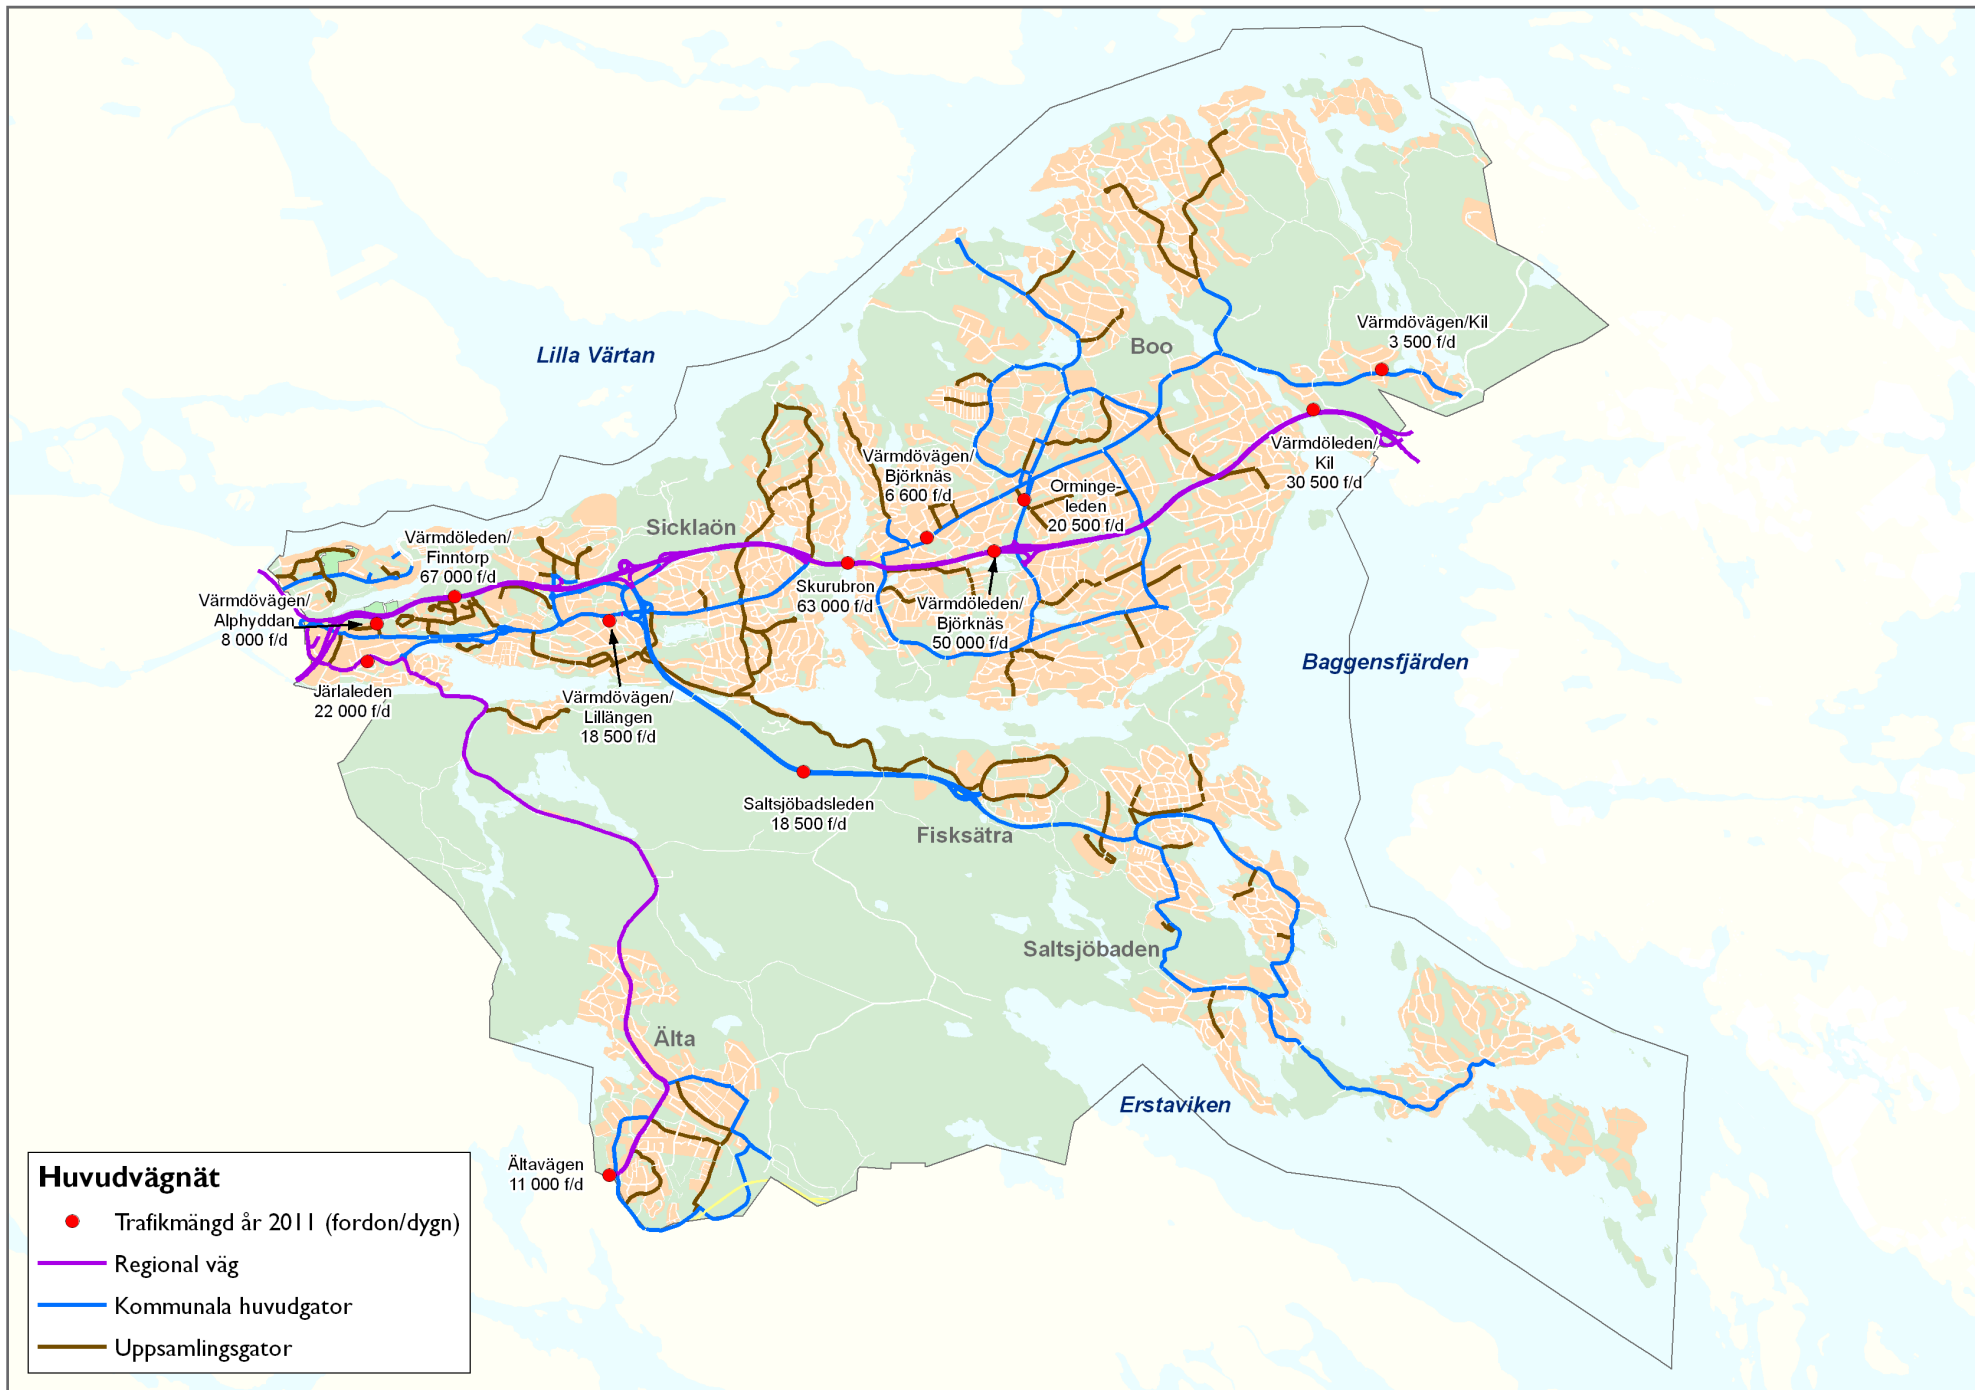 Lilla Värtan
Boo
Värmdövägen/Kil
3 500 f/d
Värmdöleden/
Kil
30 500 f/d
Värmdövägen/
Björknäs
6 600 f/d
Orminge-
leden
20 500 f/d
Sicklaön
Värmdöleden/
Finntorp
67 000 f/d
Värmdövägen/
Alphyddan
8 000 f/d
Skurubron
63 000 f/d
Värmdöleden/
Björknäs
50 000 f/d
Järlaleden
22 000 f/d
Värmdövägen/
Lillängen
18 500 f/d
Baggensfjärden
Saltsjöbadsleden
18 500 f/d
Fisksätra
Saltsjöbaden
Älta
Erstaviken
Ältavägen
11 000 f/d
Huvudvägnät
Trafikmängd år 2011 (fordon/dygn)
Regional väg
Kommunala huvudgator
Uppsamlingsgator